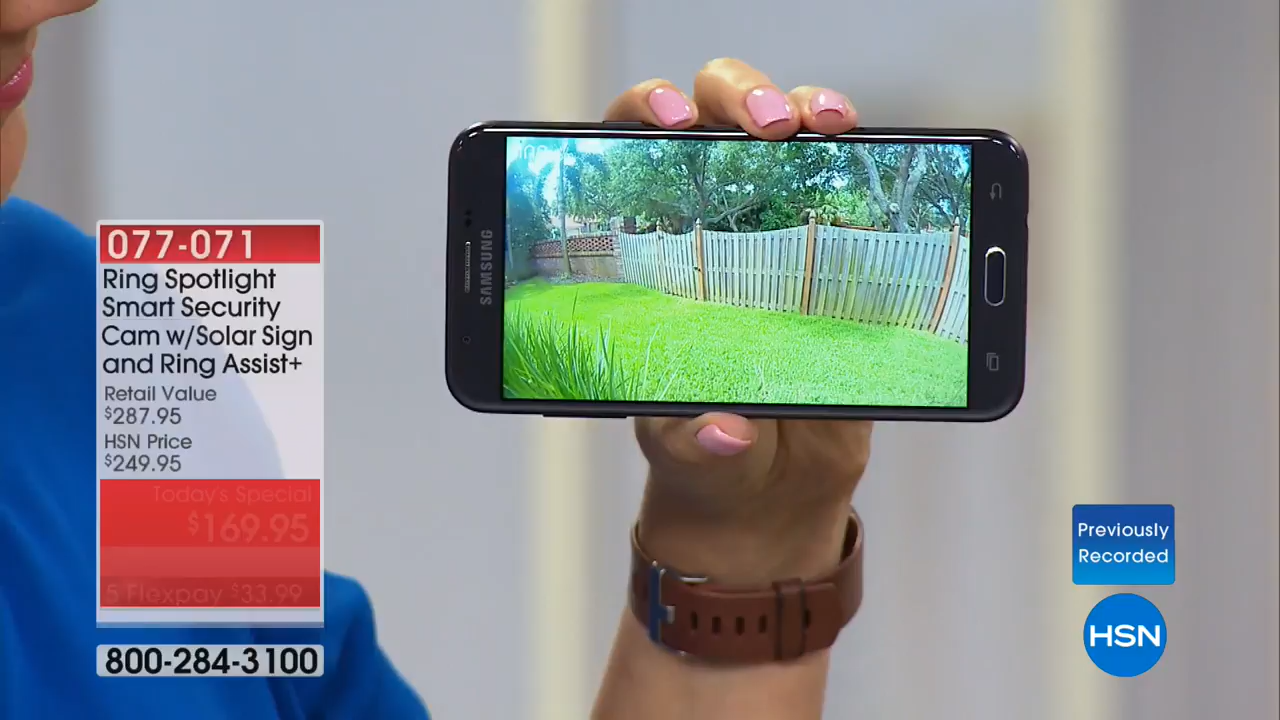 077-071
Ring Spotlight
Smart Security
Cam w/Solar Sign
and Ring Assist+
Retail Value
$287.95
HSN Price
$249.95
Today's Special
$169.95
5 Flexpay $33.99
800-284-3100
SAMSUNG
Previously
Recorded
HSN